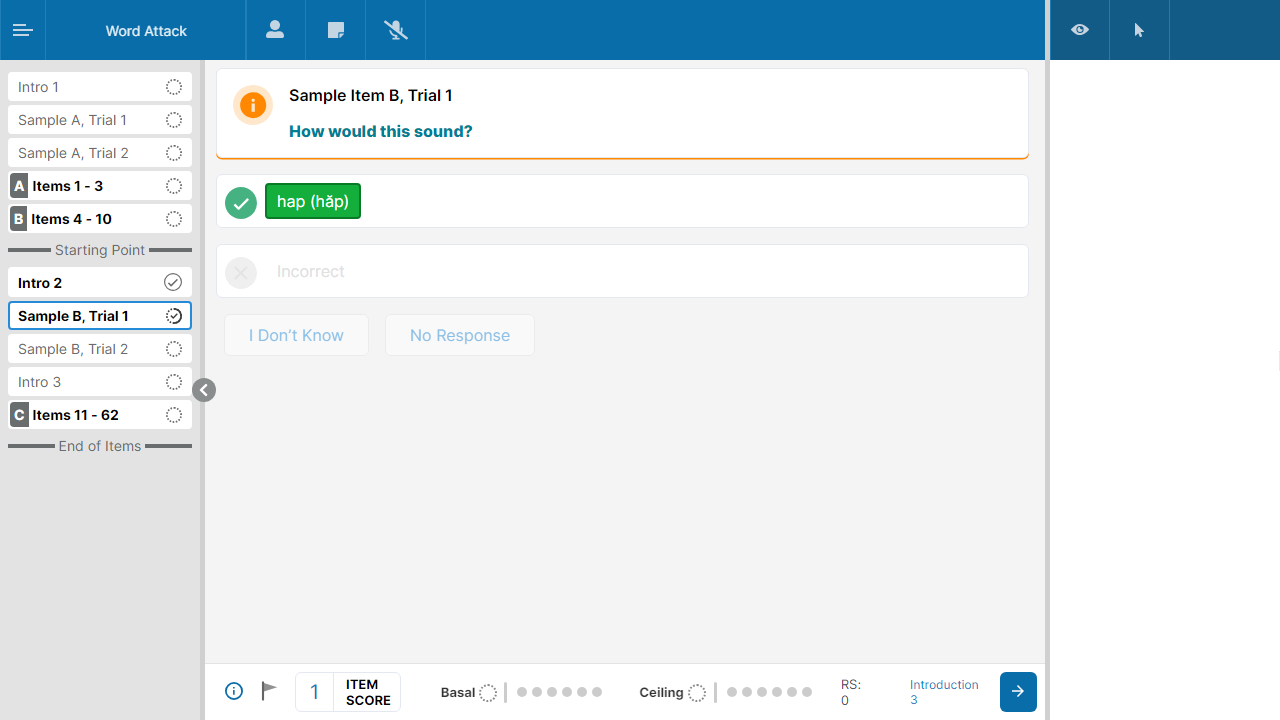 Word Attack
Intro 1
Sample A, Trial 1
Sample A, Trial 2
A Items 1 - 3
B Items 4 - 10
Starting Point
Intro 2
Sample B, Trial 1
Sample B, Trial 2
Intro 3
C Items 11 - 62
End of Items
Sample Item B, Trial 1
How would this sound?
hap (hăp)
Incorrect
I Don't Know
No Response
1
ITEM
SCORE
Basal
Ceiling
RS:
0
Introduction
3